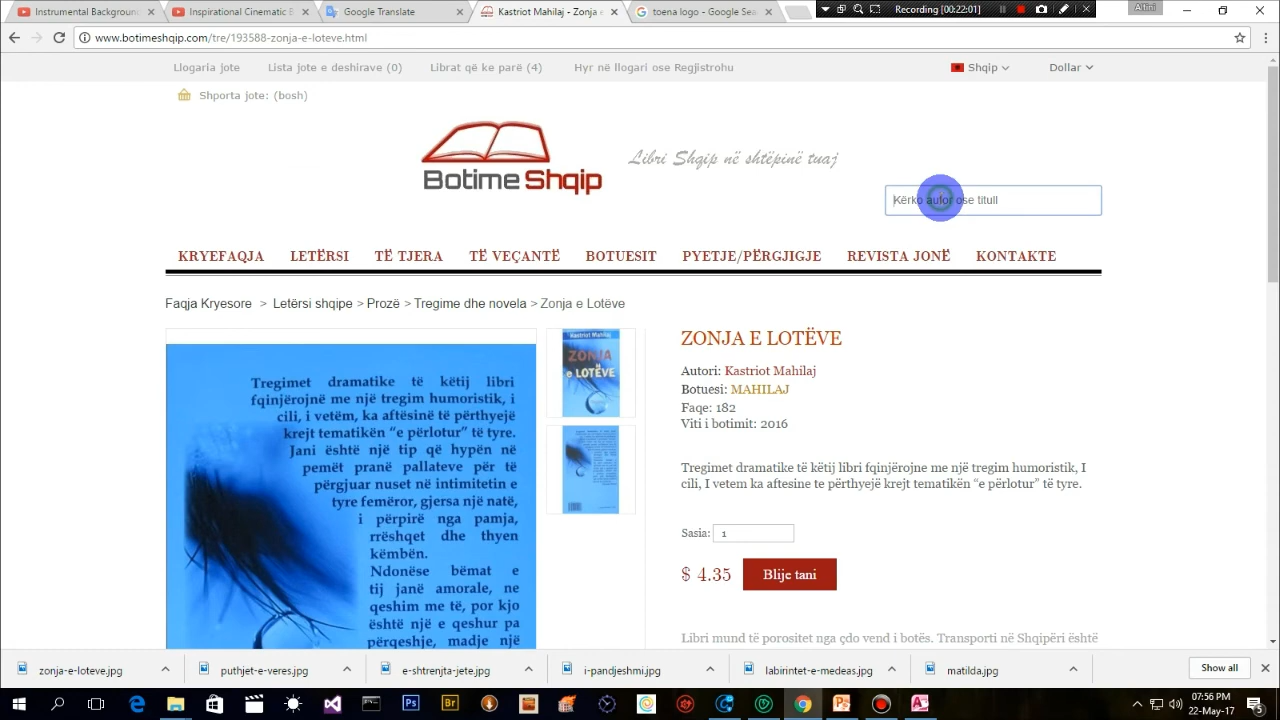 Instrumental Background
Inspirational Cinematic B
Google Translate
Kastriot Mahilaj - Zonja e
toena logo - Google Sea
Recording [00:22:01]
Altini
www.botimeshqip.com/tre/193588-zonja-e-loteve.html
Llogaria jote
Lista jote e deshirave (0)
Librat që ke parë (4)
Hyr në llogari ose Regjistrohu
Shqip
Dollar
Shporta jote: (bosh)
Botime Shqip
Libri Shqip në shtëpinë tuaj
Kërko autor ose titull
KRYEFAQJA
LETËRSI
TË TJERA
TË VEÇANTË
BOTUESIT
PYETJE/PËRGJIGJE
REVISTA JONË
KONTAKTE
Faqja Kryesore > Letërsi shqipe > Prozë > Tregime dhe novela > Zonja e Lotëve
Tregimet dramatike të këtij libri
fqinjërojnë me një tregim humoristik, i
cili, i vetëm, ka aftësinë të përthyejë
krejt tematikën “e përlotur” të tyre.
Jani është një tip që hypën në
pemët pranë pallateve për të
përgjuar nuset në intimitetin e
tyre femëror, gjersa një natë,
i përpirë nga pamja,
rrëshqet dhe thyen
këmbën.
Ndonëse bëmat e
tij janë amorale, ne
qeshim me të, por kjo
është një e qeshur pa
përqeshje, madje një
Kastriot Mahilaj
ZONJA
e LOTËVE
ZONJA E LOTËVE
Autori: Kastriot Mahilaj
Botuesi: MAHILAJ
Faqe: 182
Viti i botimit: 2016
Tregimet dramatike të këtij libri fqinjërojne me një tregim humoristik, I
cili, I vetem ka aftesine te përthyejë krejt tematikën “e përlotur” të tyre.
Sasia: 1
$ 4.35
Blije tani
Libri mund të porositet nga çdo vend i botës. Transporti në Shqipëri është
zonja-e-loteve.jpg
puthjet-e-veres.jpg
e-shtrenjta-jete.jpg
i-pandjeshmi.jpg
labirintet-e-medeas.jpg
matilda.jpg
Show all
Ps
Br
07:56 PM
22-May-17